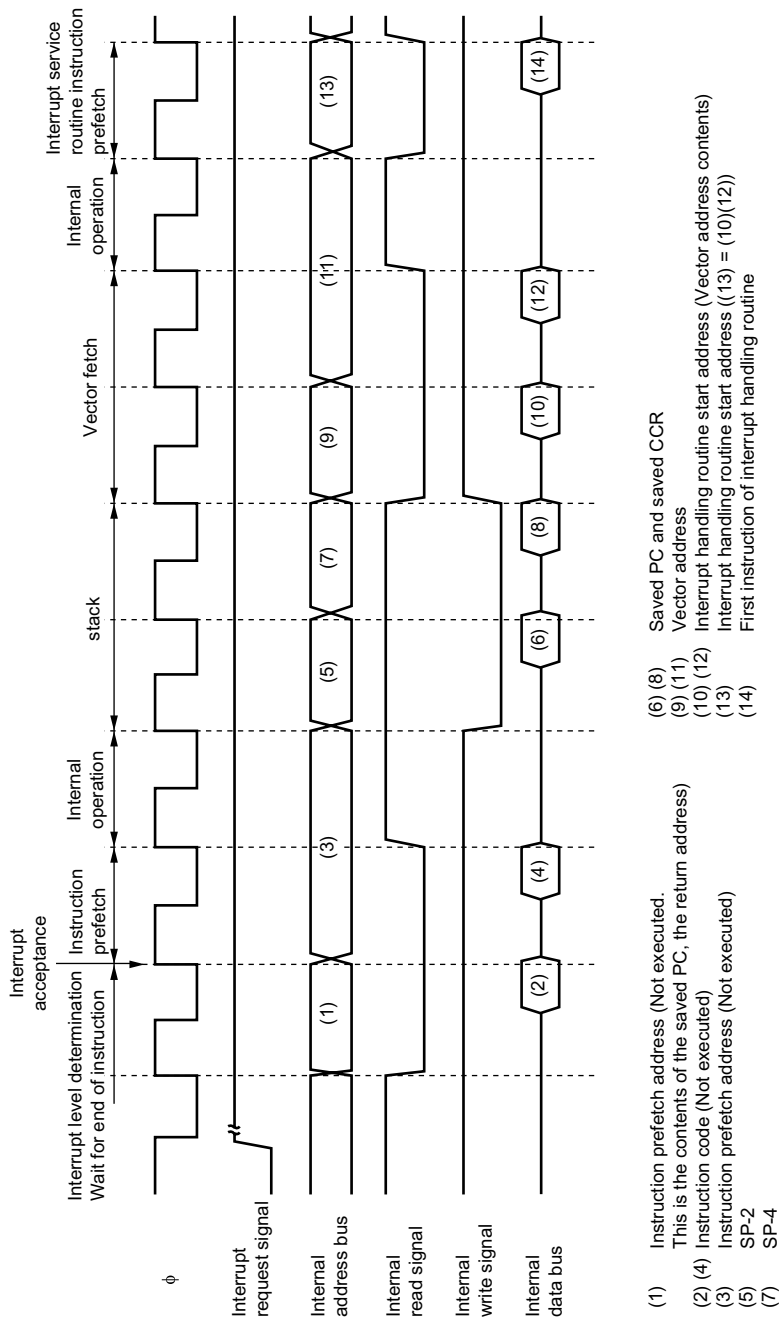 Interrupt
acceptance
Interrupt level determination
Wait for end of instruction
Instruction
prefetch
Internal
operation
stack
Vector fetch
Internal
operation
Interrupt service
routine instruction
prefetch
ϕ
Interrupt
request signal
Internal
address bus
(1)
(3)
(5)
(7)
(9)
(11)
(13)
Internal
read signal
Internal
write signal
Internal
data bus
(2)
(4)
(6)
(8)
(10)
(12)
(14)
(1) Instruction prefetch address (Not executed.
This is the contents of the saved PC, the return address)
(2) (4) Instruction code (Not executed)
(3) Instruction prefetch address (Not executed)
(5) SP-2
(7) SP-4
(6) (8) Saved PC and saved CCR
(9) (11) Vector address
(10) (12) Interrupt handling routine start address (Vector address contents)
(13) Interrupt handling routine start address ((13) = (10)(12))
(14) First instruction of interrupt handling routine